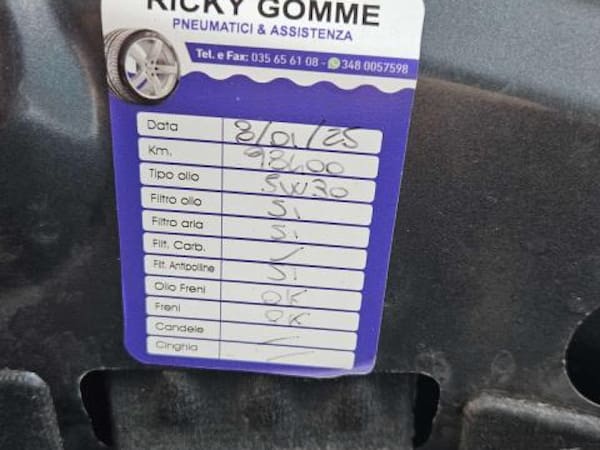 RICKY GOMME
PNEUMATICI & ASSISTENZA
Tel. e Fax: 035 65 61 08 - 348 0057598
Data 8/01/25
Km. 98400
Tipo olio 5W30
Filtro olio Si
Filtro aria Si
Filt. Carb. /
Filt. Antipolline Si
Olio Freni OK
Freni OK
Candele /
Cinghia /